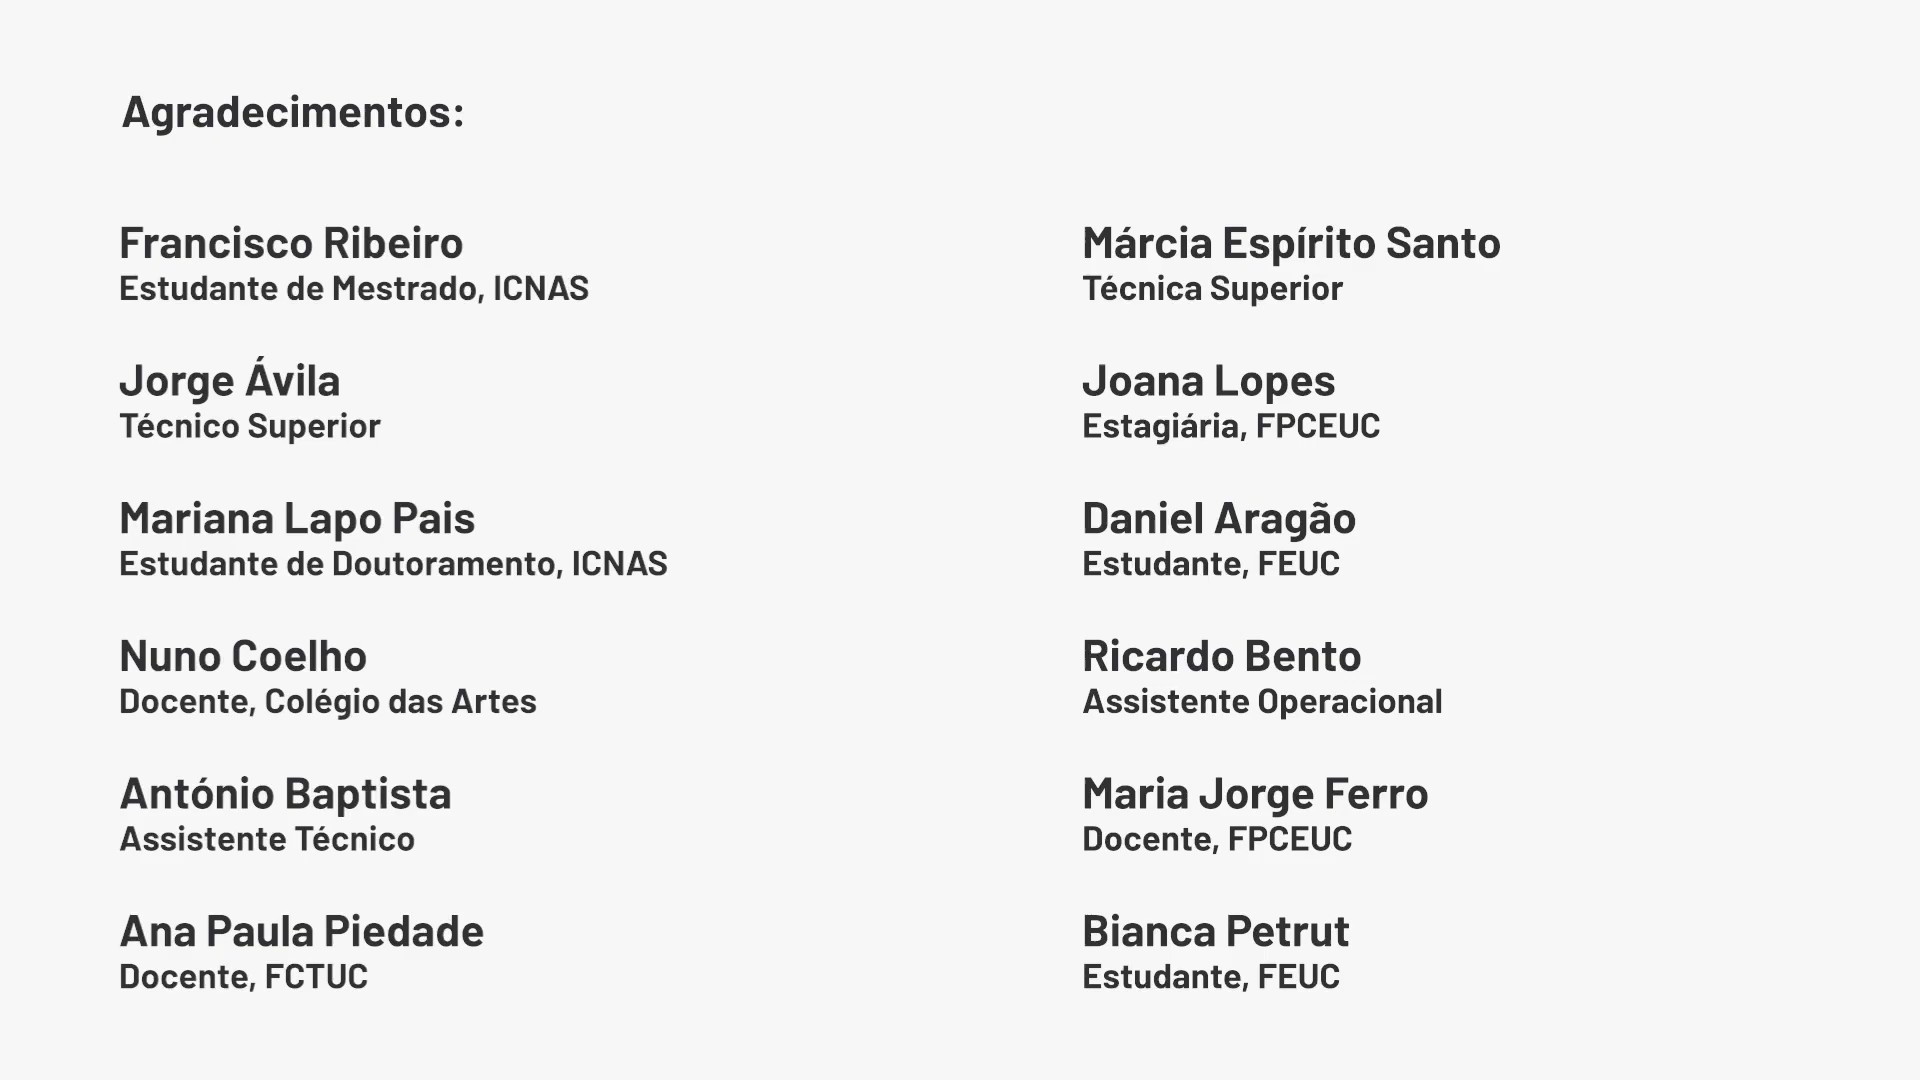 Agradecimentos:
Francisco Ribeiro
Estudante de Mestrado, ICNAS
Jorge Ávila
Técnico Superior
Mariana Lapo Pais
Estudante de Doutoramento, ICNAS
Nuno Coelho
Docente, Colégio das Artes
António Baptista
Assistente Técnico
Ana Paula Piedade
Docente, FCTUC
Márcia Espírito Santo
Técnica Superior
Joana Lopes
Estagiária, FPCEUC
Daniel Aragão
Estudante, FEUC
Ricardo Bento
Assistente Operacional
Maria Jorge Ferro
Docente, FPCEUC
Bianca Petrut
Estudante, FEUC